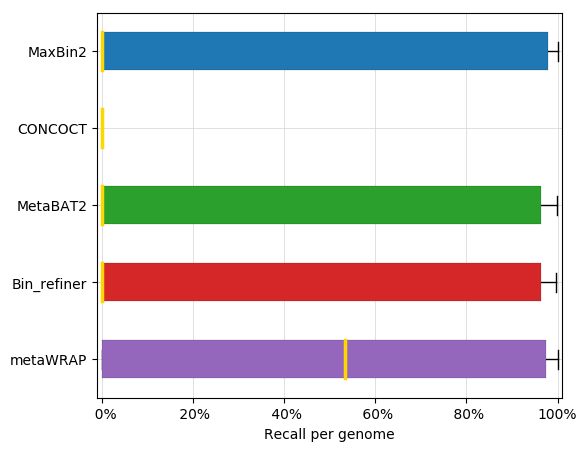 MaxBin2
CONCOCT
MetaBAT2
Bin_refiner
metaWRAP
0% 20% 40% 60% 80% 100%
Recall per genome